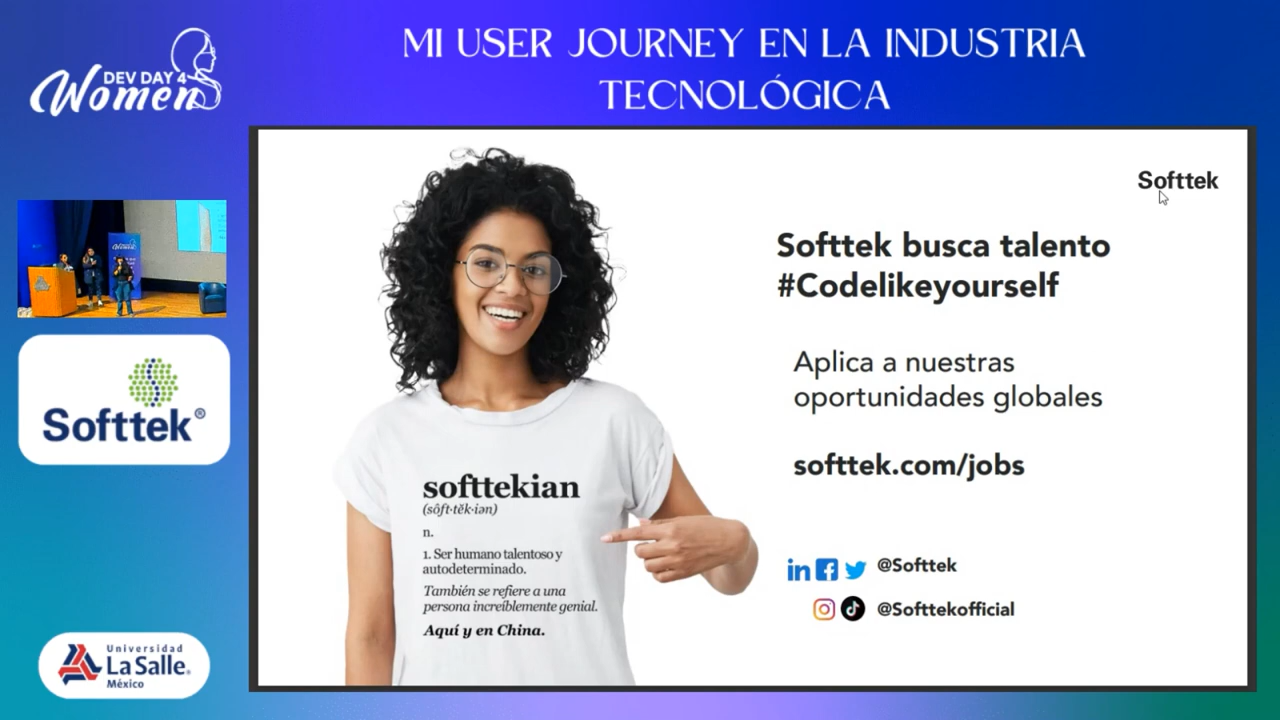 DEV DAY 4
Women
MI USER JOURNEY EN LA INDUSTRIA
TECNOLÓGICA
Softtek
Softtek busca talento
#Codelikeyourself
Aplica a nuestras
oportunidades globales
softtek.com/jobs
@Softtek
@Softtekofficial
softtekian
(sôft·tĕk·iən)
n.
1. Ser humano talentoso y
autodeterminado.
También se refiere a una
persona increíblemente genial.
Aquí y en China.
Softtek®
Universidad
La Salle®
México